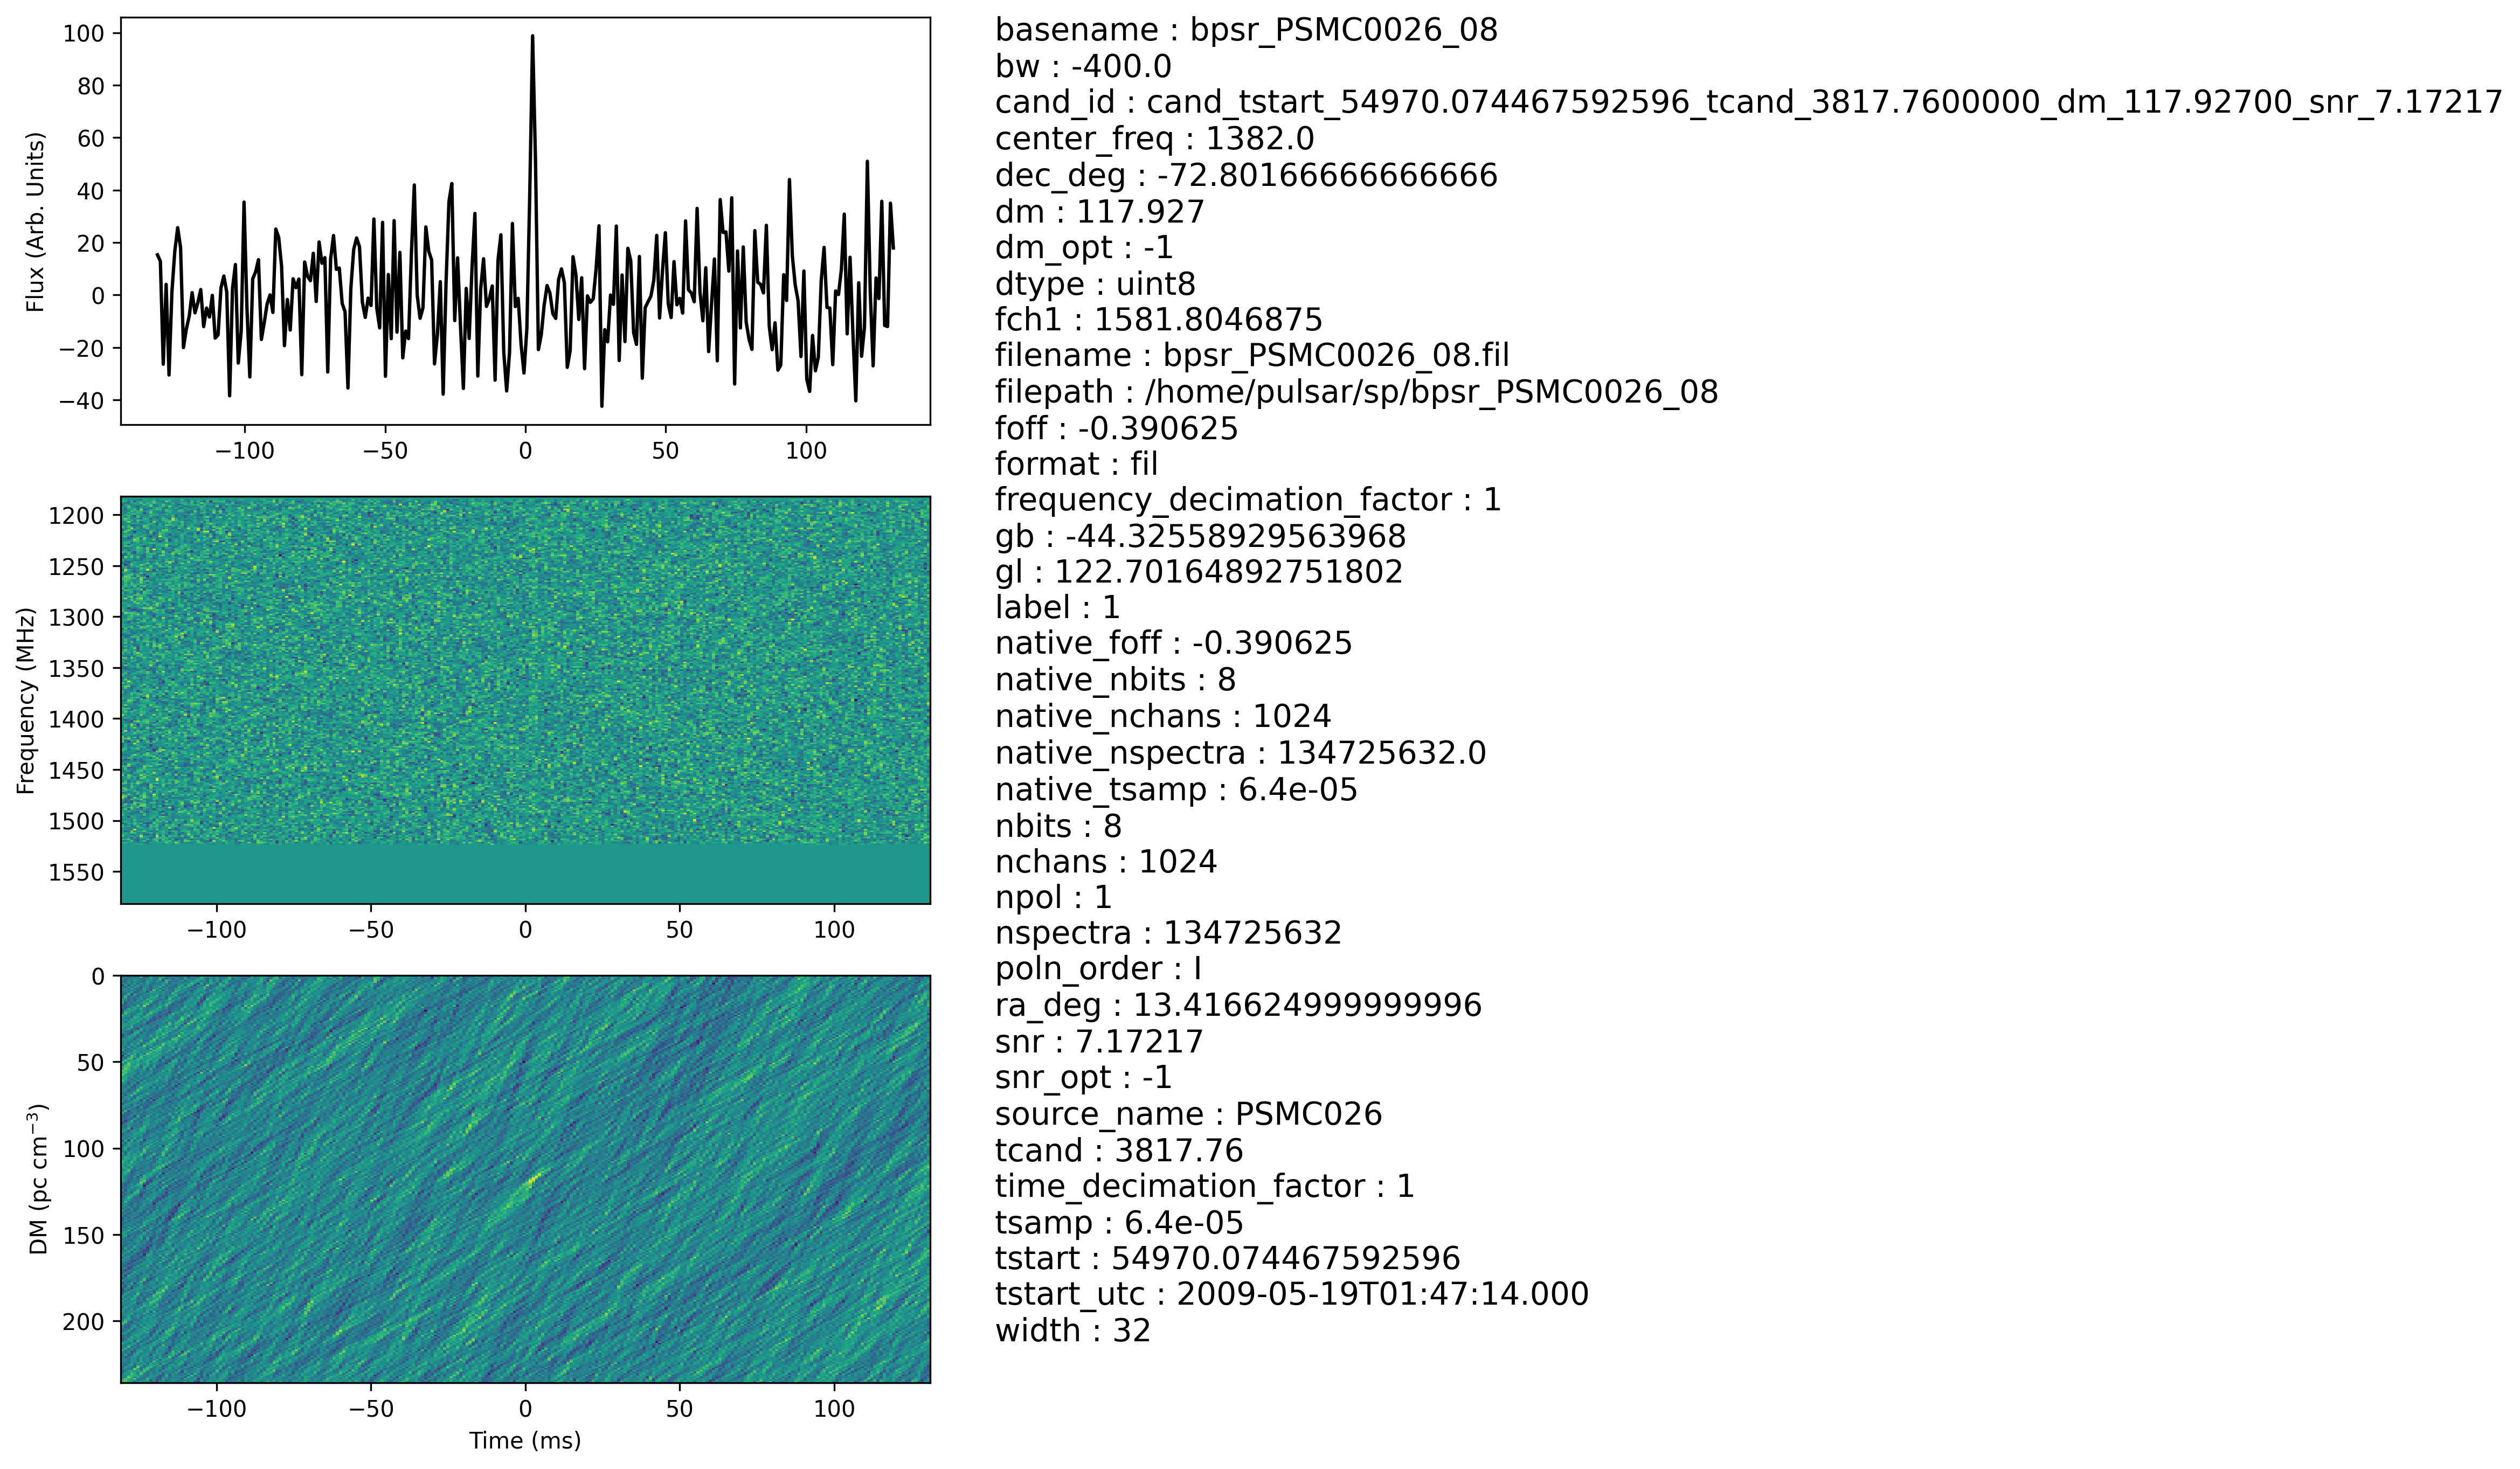 100
80
60
40
20
0
−20
−40
Flux (Arb. Units)
−100 −50 0 50 100
1200
1250
1300
1350
1400
1450
1500
1550
Frequency (MHz)
−100 −50 0 50 100
0
50
100
150
200
DM (pc cm⁻³)
−100 −50 0 50 100
Time (ms)
basename : bpsr_PSMC0026_08
bw : -400.0
cand_id : cand_tstart_54970.074467592596_tcand_3817.7600000_dm_117.92700_snr_7.17217
center_freq : 1382.0
dec_deg : -72.80166666666666
dm : 117.927
dm_opt : -1
dtype : uint8
fch1 : 1581.8046875
filename : bpsr_PSMC0026_08.fil
filepath : /home/pulsar/sp/bpsr_PSMC0026_08
foff : -0.390625
format : fil
frequency_decimation_factor : 1
gb : -44.32558929563968
gl : 122.70164892751802
label : 1
native_foff : -0.390625
native_nbits : 8
native_nchans : 1024
native_nspectra : 134725632.0
native_tsamp : 6.4e-05
nbits : 8
nchans : 1024
npol : 1
nspectra : 134725632
poln_order : I
ra_deg : 13.416624999999996
snr : 7.17217
snr_opt : -1
source_name : PSMC026
tcand : 3817.76
time_decimation_factor : 1
tsamp : 6.4e-05
tstart : 54970.074467592596
tstart_utc : 2009-05-19T01:47:14.000
width : 32